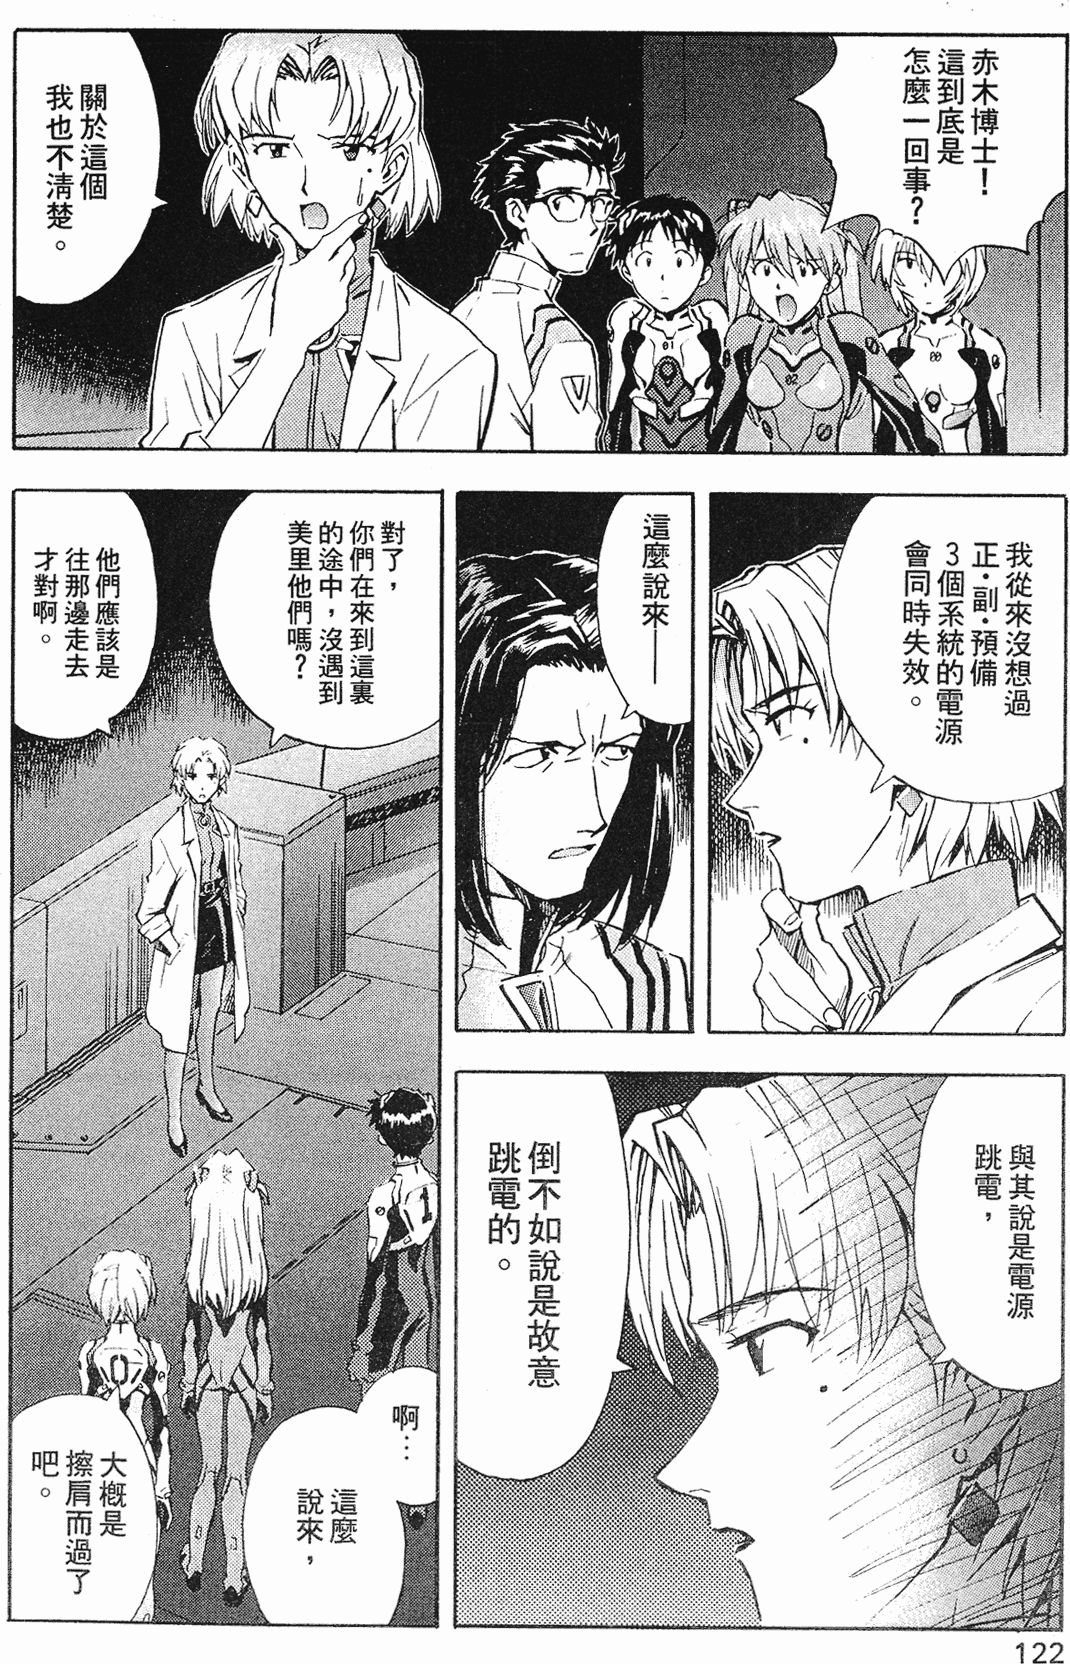 赤木博士！
這到底是
怎麼一回事？
關於這個
我也不清楚。
我從來沒想過
正・副・預備
3個系統的電源
會同時失效。
這麼說來——
與其說是電源
跳電，
倒不如說是故意
跳電的。
對了，
你們在來到這裏
的途中，沒遇到
美里他們嗎？
他們應該是
往那邊走去
才對啊。
啊…
這麼
說來，
大概是
擦肩而過了
吧。
01
02
00
1
0
122